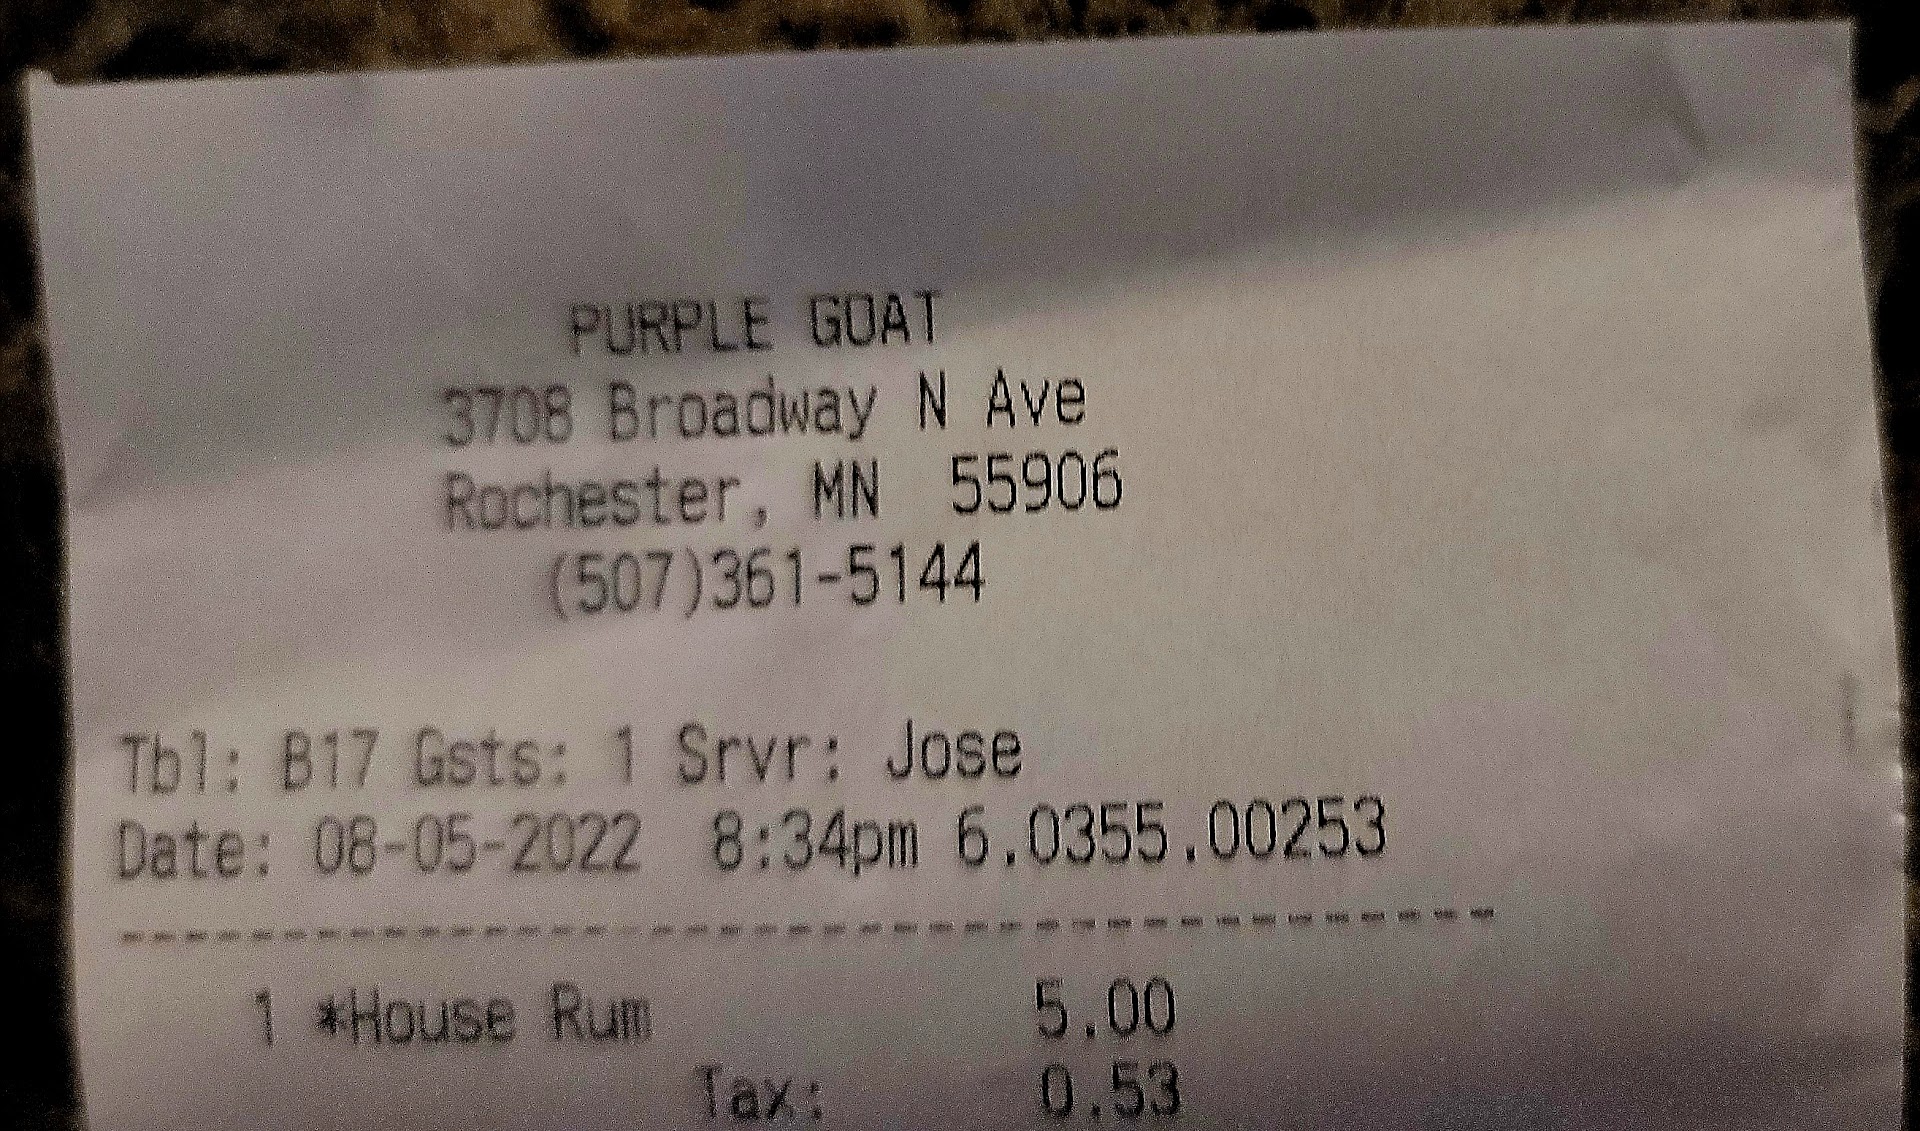 PURPLE GOAT
3708 Broadway N Ave
Rochester, MN  55906
(507)361-5144
Tbl: B17 Gsts: 1 Srvr: Jose
Date: 08-05-2022  8:34pm 6.0355.00253
----------------------------------------
1 *House Rum 5.00
Tax: 0.53